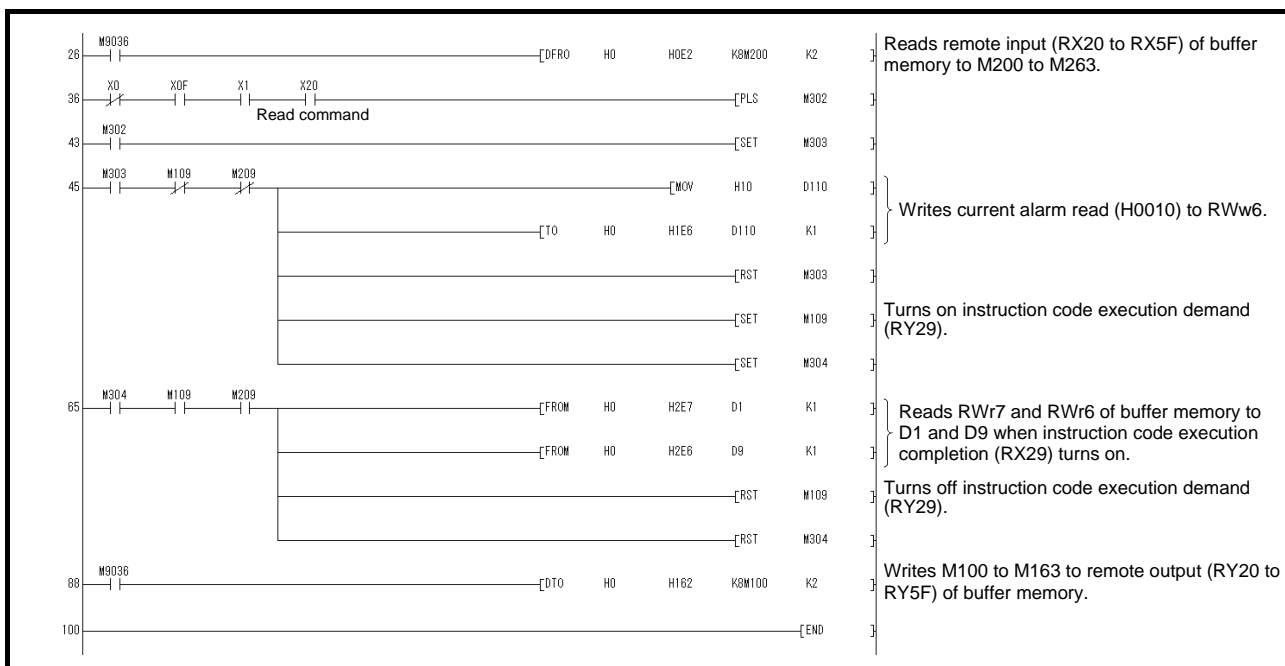 M9036
26 [DFRO H0 H0E2 K8M200 K2 ] Reads remote input (RX20 to RX5F) of buffer
memory to M200 to M263.
X0 X0F X1 X20
36 [PLS M302 ]
Read command
M302
43 [SET M303 ]
M303 M109 M209
45 [MOV H10 D110 ]
Writes current alarm read (H0010) to RWw6.
[TO H0 H1E6 D110 K1 ]
[RST M303 ]
[SET M109 ] Turns on instruction code execution demand
(RY29).
[SET M304 ]
M304 M109 M209
65 [FROM H0 H2E7 D1 K1 ] Reads RWr7 and RWr6 of buffer memory to
D1 and D9 when instruction code execution
[FROM H0 H2E6 D9 K1 ] completion (RX29) turns on.
[RST M109 ] Turns off instruction code execution demand
(RY29).
[RST M304 ]
M9036
88 [DTO H0 H162 K8M100 K2 ] Writes M100 to M163 to remote output (RY20 to
RY5F) of buffer memory.
100 [END ]